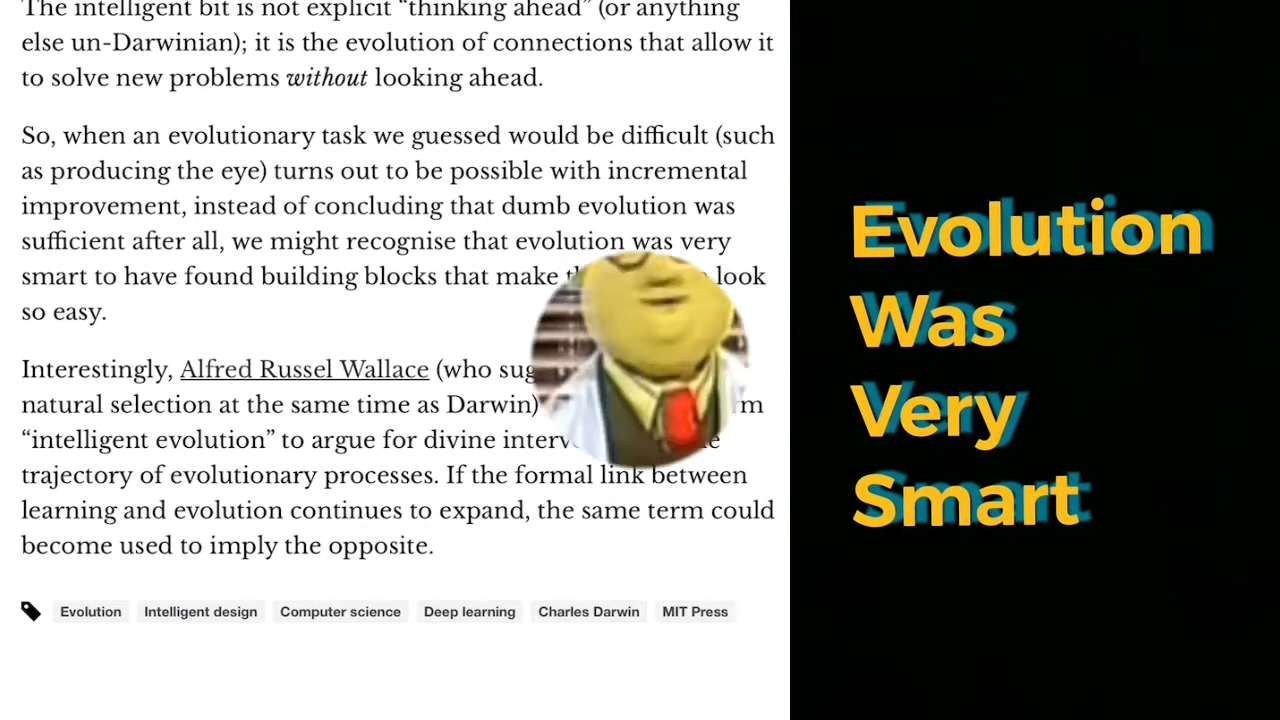 The intelligent bit is not explicit “thinking ahead” (or anything
else un-Darwinian); it is the evolution of connections that allow it
to solve new problems without looking ahead.
So, when an evolutionary task we guessed would be difficult (such
as producing the eye) turns out to be possible with incremental
improvement, instead of concluding that dumb evolution was
sufficient after all, we might recognise that evolution was very
smart to have found building blocks that make look
so easy.
Interestingly, Alfred Russel Wallace (who
natural selection at the same time as Darwin)
“intelligent evolution” to argue for divine
trajectory of evolutionary processes. If the formal link between
learning and evolution continues to expand, the same term could
become used to imply the opposite.
Evolution Intelligent design Computer science Deep learning Charles Darwin MIT Press
Evolution
Was
Very
Smart